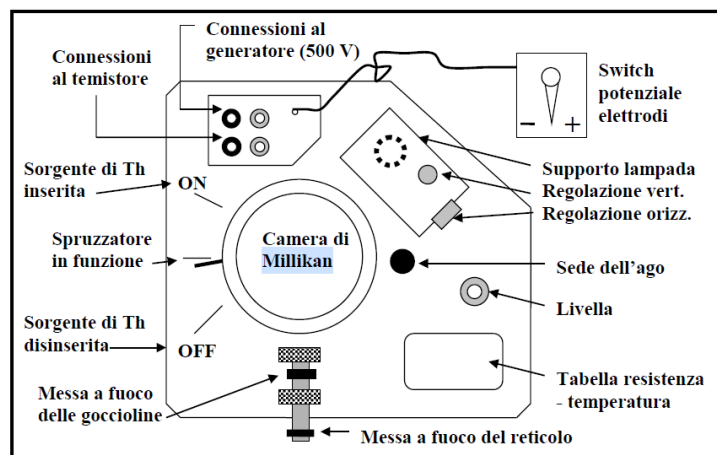 Connessioni al
generatore (500 V)
Connessioni
al temistore
Switch
potenziale
elettrodi
− +
Supporto lampada
Regolazione vert.
Regolazione orizz.
Sorgente di Th
inserita
ON
Spruzzatore
in funzione
Camera di
Millikan
Sede dell'ago
Livella
Sorgente di Th
disinserita
OFF
Messa a fuoco
delle goccioline
Tabella resistenza
- temperatura
Messa a fuoco del reticolo